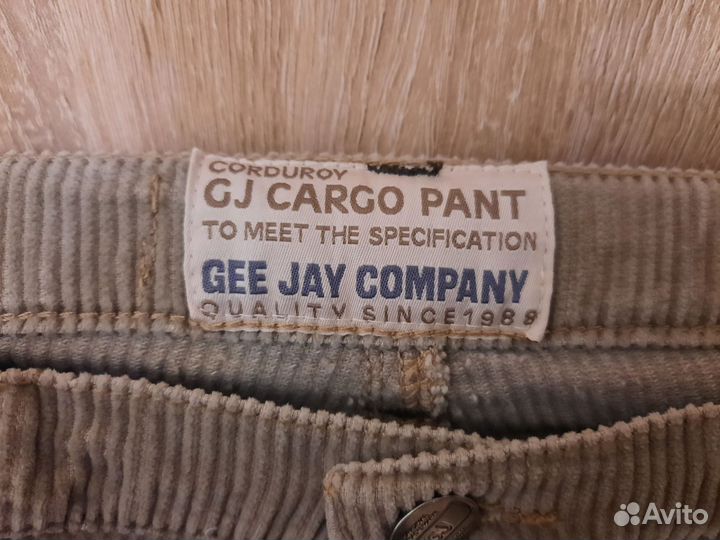 CORDUROY
GJ CARGO PANT
TO MEET THE SPECIFICATION
GEE JAY COMPANY
QUALITY SINCE 1988
Avito